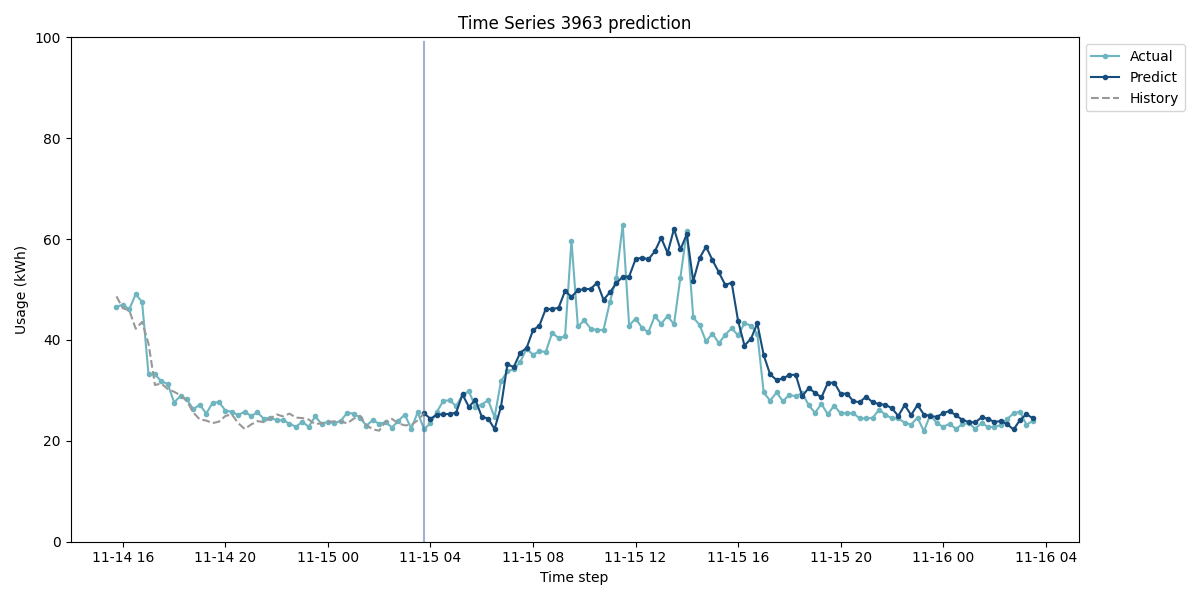 Time Series 3963 prediction
100
80
60
40
20
0
Usage (kWh)
11-14 16
11-14 20
11-15 00
11-15 04
11-15 08
11-15 12
11-15 16
11-15 20
11-16 00
11-16 04
Time step
Actual
Predict
History